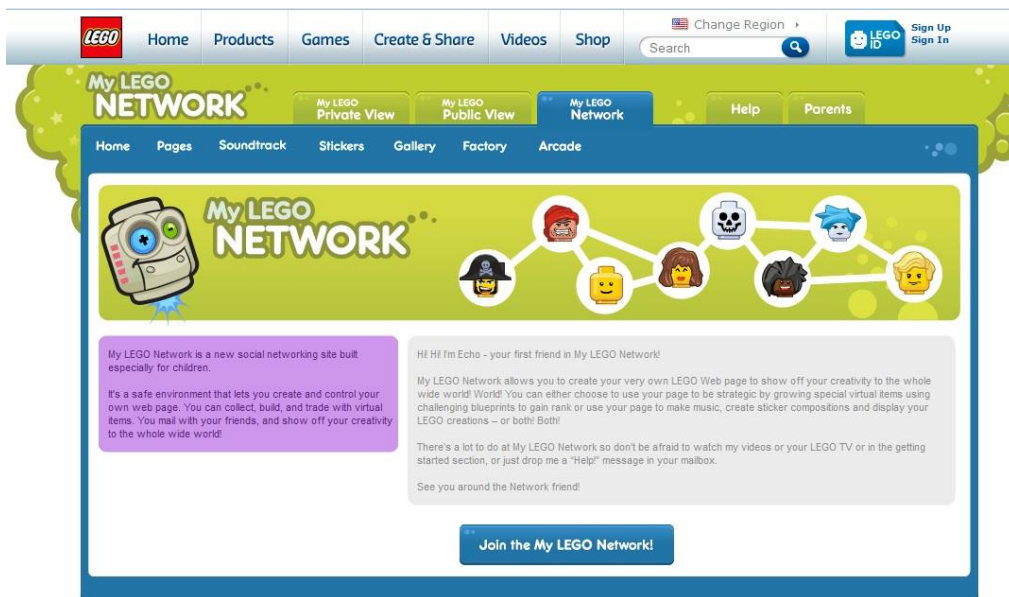 LEGO
Home Products Games Create & Share Videos Shop
Change Region
Search
LEGO ID
Sign Up
Sign In
My LEGO
NETWORK
My LEGO
Private View
My LEGO
Public View
My LEGO
Network
Help
Parents
Home Pages Soundtrack Stickers Gallery Factory Arcade
My LEGO
NETWORK
My LEGO Network is a new social networking site built
especially for children.
It's a safe environment that lets you create and control your
own web page. You can collect, build, and trade with virtual
items. You mail with your friends, and show off your creativity
to the whole wide world!
Hi! Hi! I'm Echo - your first friend in My LEGO Network!
My LEGO Network allows you to create your very own LEGO Web page to show off your creativity to the whole
wide world! World! You can either choose to use your page to be strategic by growing special virtual items using
challenging blueprints to gain rank or use your page to make music, create sticker compositions and display your
LEGO creations – or both! Both!
There's a lot to do at My LEGO Network so don't be afraid to watch my videos or your LEGO TV or in the getting
started section, or just drop me a "Help!" message in your mailbox.
See you around the Network friend!
Join the My LEGO Network!